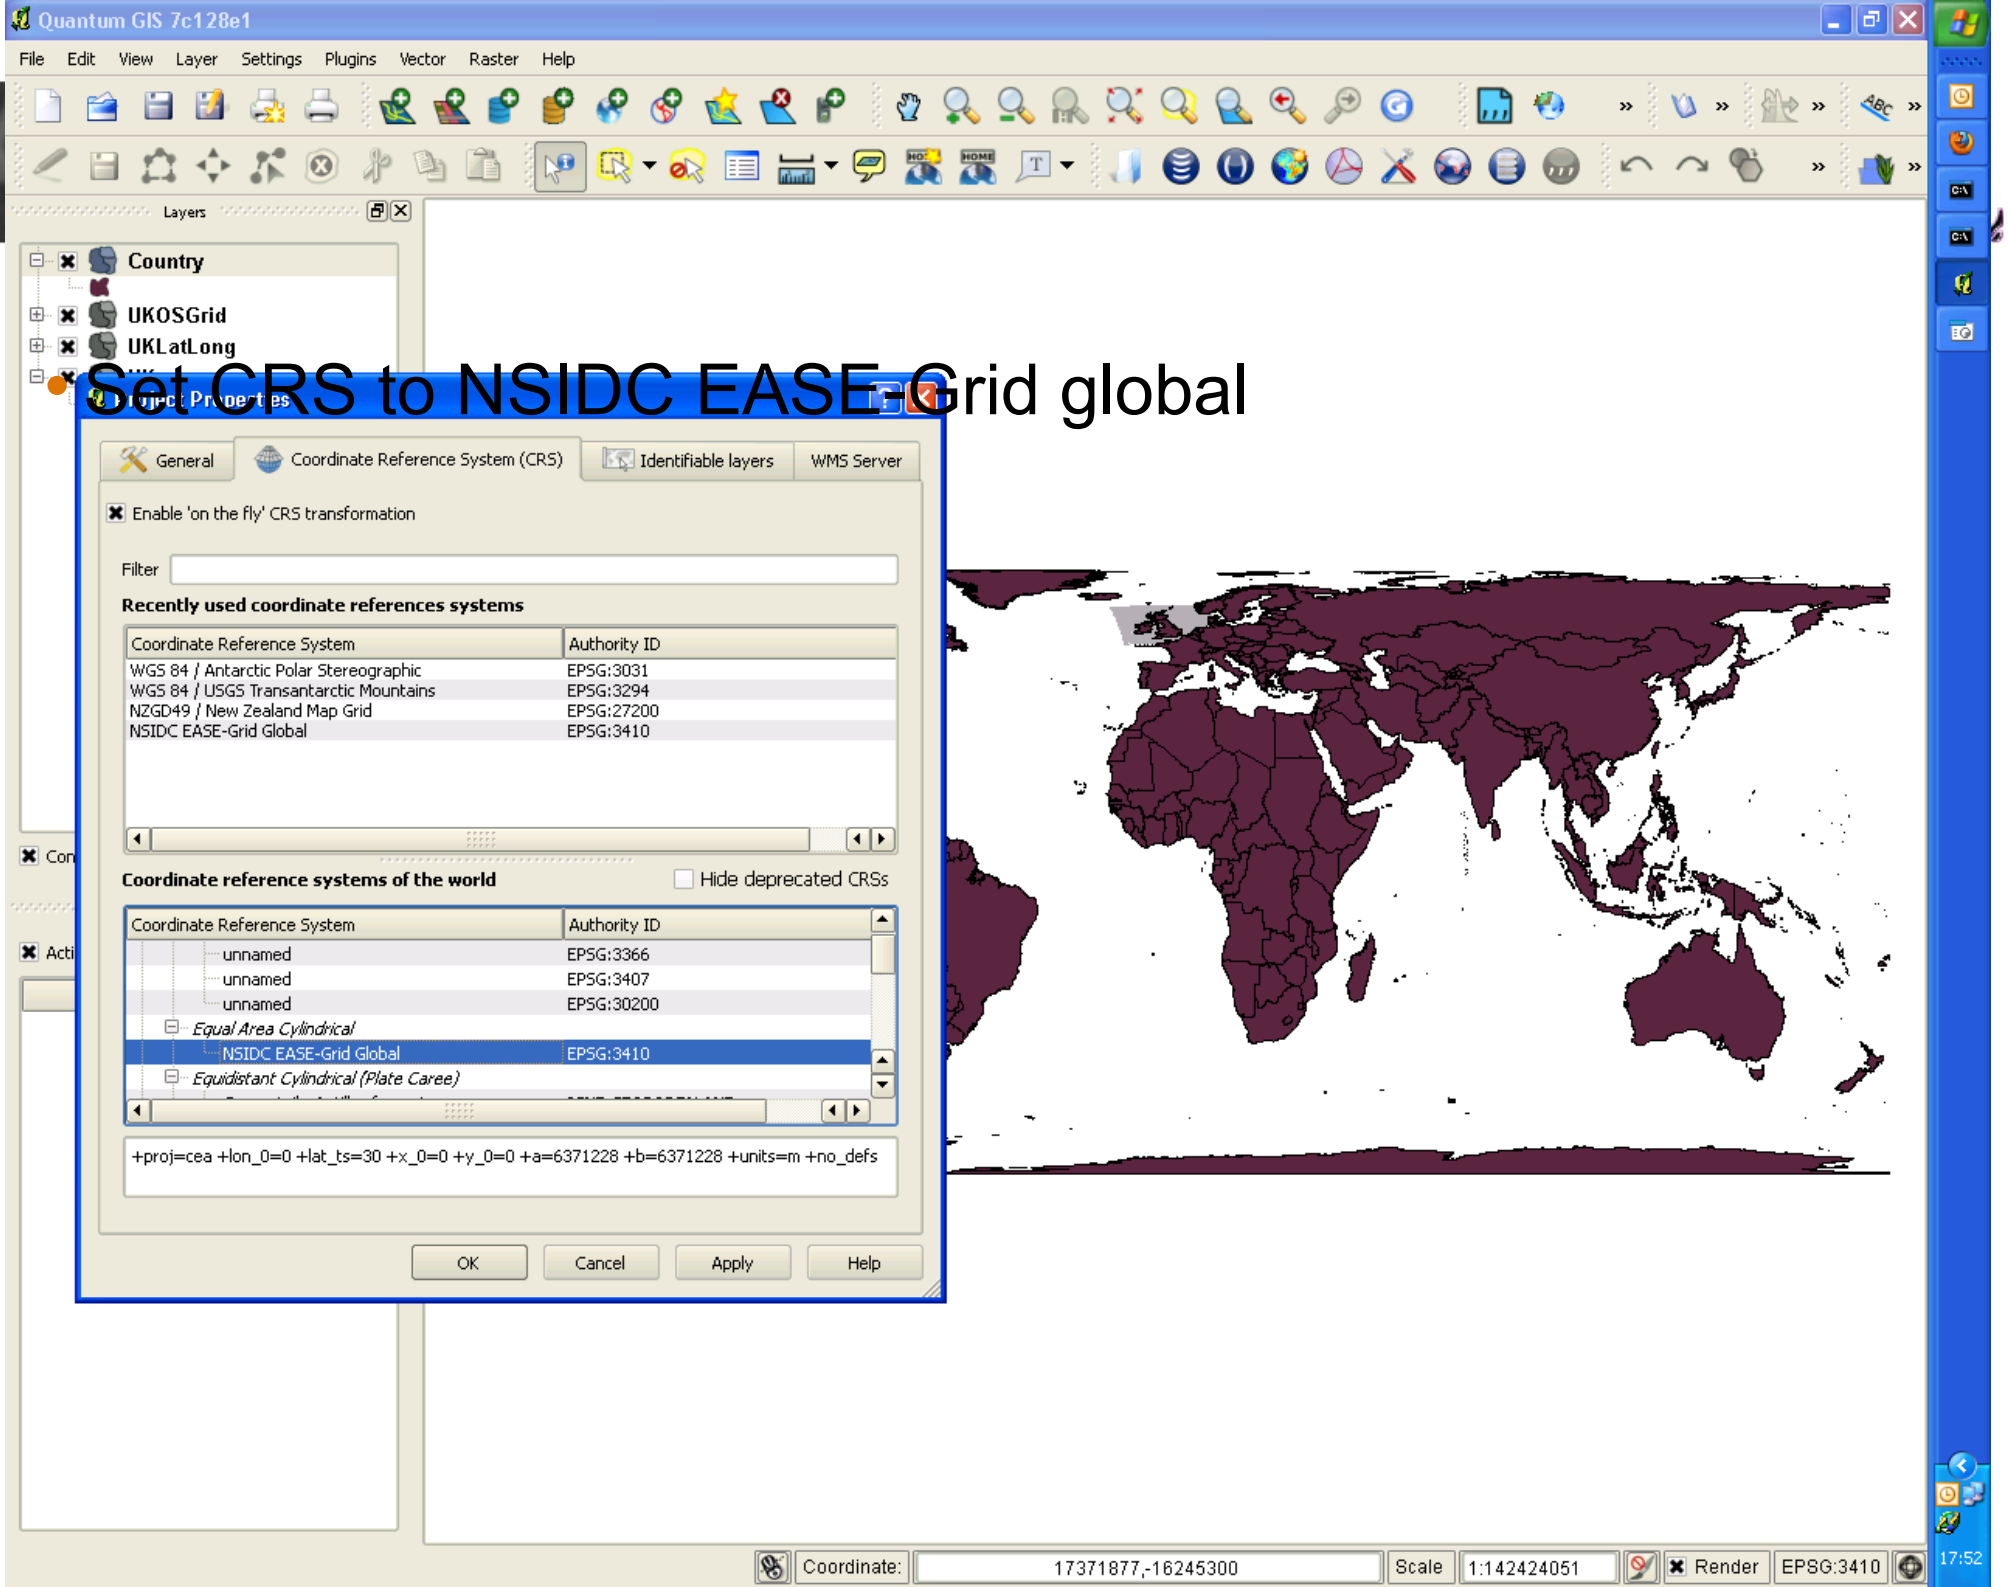 Quantum GIS 7c128e1
File Edit View Layer Settings Plugins Vector Raster Help
Layers
Country
UKOSGrid
UKLatLong
• Set CRS to NSIDC EASE-Grid global
Project Properties
General Coordinate Reference System (CRS) Identifiable layers WMS Server
Enable 'on the fly' CRS transformation
Filter
Recently used coordinate references systems
Coordinate Reference System Authority ID
WGS 84 / Antarctic Polar Stereographic EPSG:3031
WGS 84 / USGS Transantarctic Mountains EPSG:3294
NZGD49 / New Zealand Map Grid EPSG:27200
NSIDC EASE-Grid Global EPSG:3410
Con
Coordinate reference systems of the world Hide deprecated CRSs
Coordinate Reference System Authority ID
Acti
unnamed EPSG:3366
unnamed EPSG:3407
unnamed EPSG:30200
Equal Area Cylindrical
NSIDC EASE-Grid Global EPSG:3410
Equidistant Cylindrical (Plate Caree)
+proj=cea +lon_0=0 +lat_ts=30 +x_0=0 +y_0=0 +a=6371228 +b=6371228 +units=m +no_defs
OK Cancel Apply Help
Coordinate: 17371877,-16245300 Scale 1:142424051 Render EPSG:3410
17:52